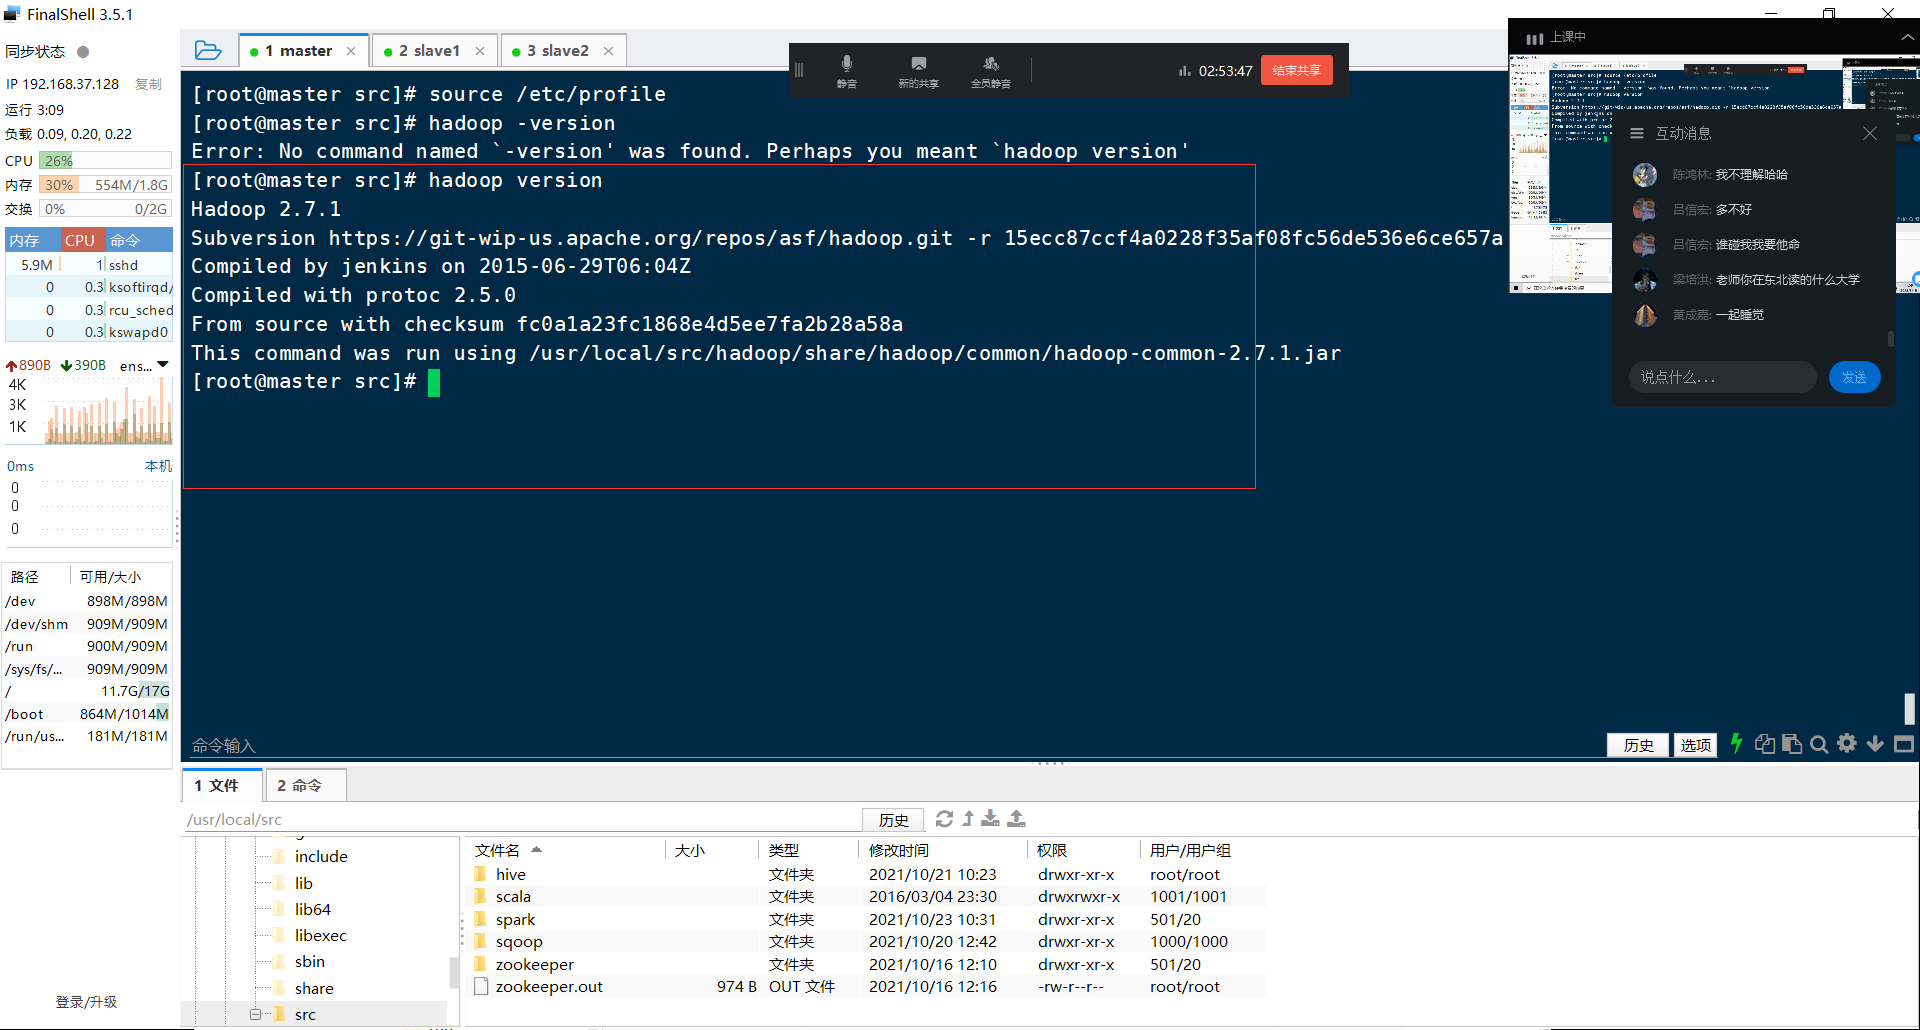 FinalShell 3.5.1
同步状态
IP 192.168.37.128 复制
运行 3:09
负载 0.09, 0.20, 0.22
CPU 26%
内存 30% 554M/1.8G
交换 0% 0/2G
内存 CPU 命令
5.9M 1 sshd
0 0.3 ksoftirqd/
0 0.3 rcu_sched
0 0.3 kswapd0
890B 390B ens...
4K
3K
1K
0ms 本机
0
0
0
路径 可用/大小
/dev 898M/898M
/dev/shm 909M/909M
/run 900M/909M
/sys/fs/... 909M/909M
/ 11.7G/17G
/boot 864M/1014M
/run/us... 181M/181M
登录/升级
1 master
2 slave1
3 slave2
静音
新的共享
全员静音
02:53:47
结束共享
[root@master src]# source /etc/profile
[root@master src]# hadoop -version
Error: No command named `-version' was found. Perhaps you meant `hadoop version'
[root@master src]# hadoop version
Hadoop 2.7.1
Subversion https://git-wip-us.apache.org/repos/asf/hadoop.git -r 15ecc87ccf4a0228f35af08fc56de536e6ce657a
Compiled by jenkins on 2015-06-29T06:04Z
Compiled with protoc 2.5.0
From source with checksum fc0a1a23fc1868e4d5ee7fa2b28a58a
This command was run using /usr/local/src/hadoop/share/hadoop/common/hadoop-common-2.7.1.jar
[root@master src]#
上课中
互动消息
陈鸿林: 我不理解哈哈
吕信宏: 多不好
吕信宏: 谁碰我我要他命
梁培洪: 老师你在东北读的什么大学
黄成嘉: 一起睡觉
说点什么...
发送
命令输入
历史
选项
1 文件
2 命令
/usr/local/src
历史
include
lib
lib64
libexec
sbin
share
src
文件名 大小 类型 修改时间 权限 用户/用户组
hive 文件夹 2021/10/21 10:23 drwxr-xr-x root/root
scala 文件夹 2016/03/04 23:30 drwxrwxr-x 1001/1001
spark 文件夹 2021/10/23 10:31 drwxr-xr-x 501/20
sqoop 文件夹 2021/10/20 12:42 drwxr-xr-x 1000/1000
zookeeper 文件夹 2021/10/16 12:10 drwxr-xr-x 501/20
zookeeper.out 974 B OUT 文件 2021/10/16 12:16 -rw-r--r-- root/root